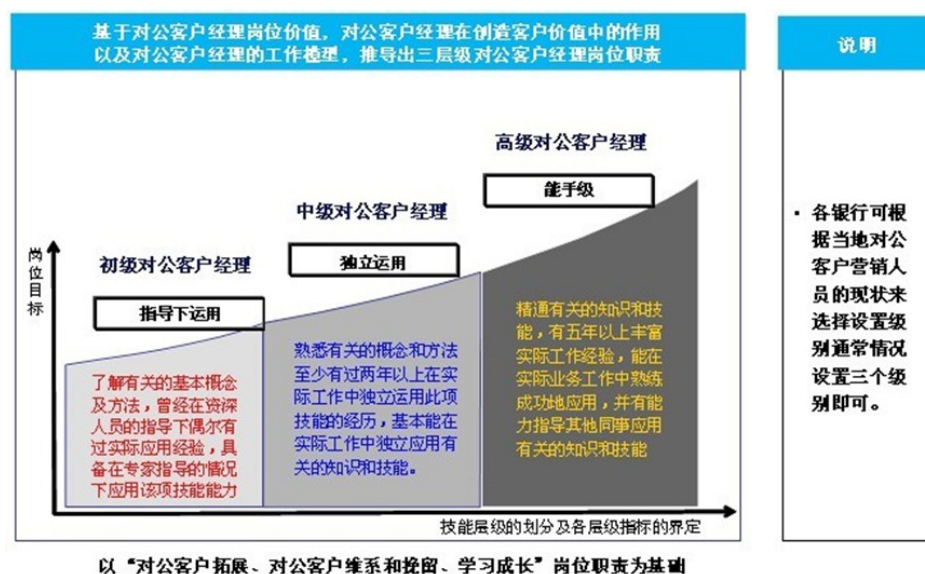 基于对公客户经理岗位价值，对公客户经理在创造客户价值中的作用
以及对公客户经理的工作模型，推导出三层级对公客户经理岗位职责
说明
高级对公客户经理
能手级
中级对公客户经理
独立运用
初级对公客户经理
指导下运用
岗位目标
了解有关的基本概念
及方法，曾经在资深
人员的指导下偶尔有
过实际应用经验，具
备在专家指导的情况
下应用该项技能能力
熟悉有关的概念和方法
至少有过两年以上在实
际工作中独立运用此项
技能的经历，基本能在
实际工作中独立应用有
关的知识和技能。
精通有关的知识和技
能，有五年以上丰富
实际工作经验，能在
实际业务工作中熟练
成功地应用，并有能
力指导其他同事应用
有关的知识和技能
技能层级的划分及各层级指标的界定
以“对公客户拓展、对公客户维系和挽留、学习成长”岗位职责为基础
• 各银行可根
据当地对公
客户营销人
员的现状来
选择设置级
别通常情况
设置三个级
别即可。